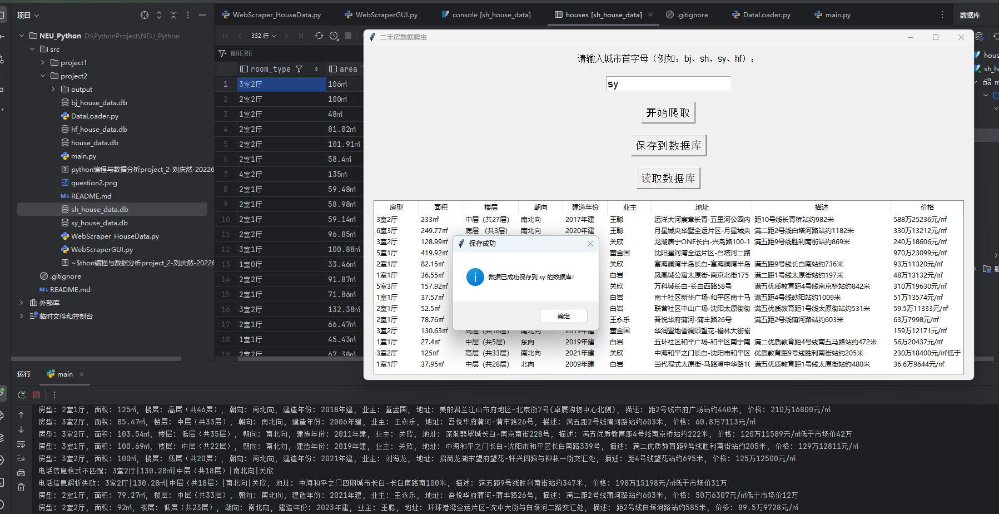 项目
WebScraper_HouseData.py
WebScraperGUI.py
console [sh_house_data]
houses [sh_house_data]
.gitignore
DataLoader.py
main.py
数据库
NEU_Python D:\PythonProject\NEU_Python
src
project1
project2
output
bj_house_data.db
DataLoader.py
hf_house_data.db
house_data.db
main.py
python编程与数据分析project_2-刘庆然-20226
question2.png
README.md
sh_house_data.db
sy_house_data.db
WebScraper_HouseData.py
WebScraperGUI.py
~$thon编程与数据分析project_2-刘庆然-20226
.gitignore
README.md
外部库
临时文件和控制台
332 行
WHERE
room_type area
1 3室2厅 106㎡
2 2室2厅 100㎡
3 1室2厅 48㎡
4 2室2厅 81.82㎡
5 2室2厅 101.91㎡
6 2室1厅 58.4㎡
7 4室2厅 135㎡
8 2室1厅 59.48㎡
9 2室1厅 58.98㎡
10 2室1厅 59.14㎡
11 2室2厅 96.85㎡
12 3室1厅 100.88㎡
13 1室0厅 33.46㎡
14 2室2厅 91.87㎡
15 2室1厅 71.86㎡
16 3室2厅 132.38㎡
17 2室1厅 66.47㎡
18 1室1厅 45.43㎡
19 2室2厅 67.38㎡
二手房数据爬虫
请输入城市首字母（例如：bj、sh、sy、hf）：
sy
开始爬取
保存到数据库
读取数据库
房型 面积 楼层 朝向 建造年份 业主 地址 描述 价格
3室2厅 233㎡ 中层（共27层） 南北向 2017年建 王聪 远洋大河宸章长青-五里河公园内 距10号线长青桥站约982米 588万25236元/㎡
6室3厅 249.77㎡ 底层 （共3层） 南北向 2020年建 王聪 月星城央华墅全运片区-月星城央 满二距2号线白塔河路站约1182米 330万13212元/㎡
3室2厅 128.99㎡ 关欣 龙湖唐宁ONE长白-兴岛路100-1 满五距9号线胜利南街站约869米 240万18606元/㎡
5室1厅 419.92㎡ 董金国 沈阳星河湾全运片区-白塔河二路 970万23099元/㎡
2室1厅 82.15㎡ 关欣 富海澜湾半岛长白-富海澜湾半岛 满五距9号线长白南站约736米 93万11320元/㎡
1室1厅 36.55㎡ 白岩 凤凰城公寓太原街-南京北街175- 满二距1号线太原街站约197米 48万13132元/㎡
5室3厅 157.92㎡ 关欣 万科城长白-长白西路58号 满五优质教育距4号线南京桥站约842米 310万19630元/㎡
1室1厅 37.57㎡ 白岩 南十社区新华广场-和平区南十马 满五距4号线砂阳站约1009米 51万13574元/㎡
2室1厅 52.5㎡ 白岩 联营社区中山广场-沈阳太原街街 满五优质教育距1号线太原街站约531米 59.5万11333元/㎡
2室1厅 78.76㎡ 王永乐 吾悦华府蒲河-蒲丰路26号 满五距2号线蒲河路站约603米 63万7998元/㎡
3室2厅 130.63㎡ 高层（共18层） 南北向 2019年建 董金国 华润置地誉澜颂望花-榆林大街榆 159万12171元/㎡
1室1厅 27.4㎡ 中层（共5层） 东向 2019年建 白岩 五环社区和平广场-和平区南宁南 满二优质教育距4号线南五马路站约472米 56万20437元/㎡
3室2厅 125㎡ 高层（共33层） 南北向 2021年建 关欣 中海和平之门长白-沈阳市和平区 优质教育距9号线胜利南街站约205米 230万18400元/㎡低于
1室1厅 37.95㎡ 中层（共28层） 北向 2009年建 白岩 当代程式太原街-马路湾中华路10 满五优质教育距1号线太原街站约480米 36.6万9644元/㎡
保存成功
数据已成功保存到 sy 的数据库！
确定
运行
main
房型: 2室1厅, 面积: 125㎡, 楼层: 高层（共46层）, 朝向: 南北向, 建造年份: 2018年建, 业主: 董金国, 地址: 美的君兰江山市府地区-北京街7号(卓展购物中心北侧), 描述: 距2号线市府广场站约440米, 价格: 210万16800元/㎡
房型: 3室2厅, 面积: 85.47㎡, 楼层: 中层（共33层）, 朝向: 南北向, 建造年份: 2006年建, 业主: 王永乐, 地址: 吾悦华府蒲河-蒲丰路26号, 描述: 满五距2号线蒲河路站约603米, 价格: 60.8万7113元/㎡
房型: 3室2厅, 面积: 103.54㎡, 楼层: 低层（共35层）, 朝向: 南北向, 建造年份: 2011年建, 业主: 关欣, 地址: 深航翡翠城长白-南京南街228号, 描述: 满五优质教育距4号线南京桥站约222米, 价格: 120万11589元/㎡低于市场价42万
房型: 3室1厅, 面积: 100.69㎡, 楼层: 中层（共22层）, 朝向: 南北向, 建造年份: 2019年建, 业主: 关欣, 地址: 中海和平之门长白-沈阳市和平区长白南路339号, 描述: 满二优质教育距9号线胜利南街站约205米, 价格: 129万12811元/㎡
房型: 3室2厅, 面积: 100㎡, 楼层: 低层（共20层）, 朝向: 南北向, 建造年份: 2021年建, 业主: 刘海龙, 地址: 招商龙湖东望府望花-轩兴四路与柳林一街交汇处, 描述: 距4号线望花站约695米, 价格: 125万12500元/㎡
电话信息格式不匹配: 3室2厅|130.28㎡|中层（共18层）|南北向|关欣
电话信息解析失败: 3室2厅|130.28㎡|中层（共18层）|南北向|关欣, 地址: 中海和平之门四期城市长白-长白南路南100米, 描述: 满五距9号线胜利南街站约347米, 价格: 198万15198元/㎡低于市场价31万
房型: 2室1厅, 面积: 79.27㎡, 楼层: 中层（共33层）, 朝向: 南北向, 建造年份: 2021年建, 业主: 王永乐, 地址: 吾悦华府蒲河-蒲丰路26号, 描述: 满二距2号线蒲河路站约603米, 价格: 50万6307元/㎡低于市场价12万
房型: 2室2厅, 面积: 92㎡, 楼层: 低层（共23层）, 朝向: 南北向, 建造年份: 2023年建, 业主: 王聪, 地址: 环球港湾全运片区-沈中大街与白塔河二路交汇处, 描述: 距2号线白塔河路站约585米, 价格: 89.5万9728元/㎡